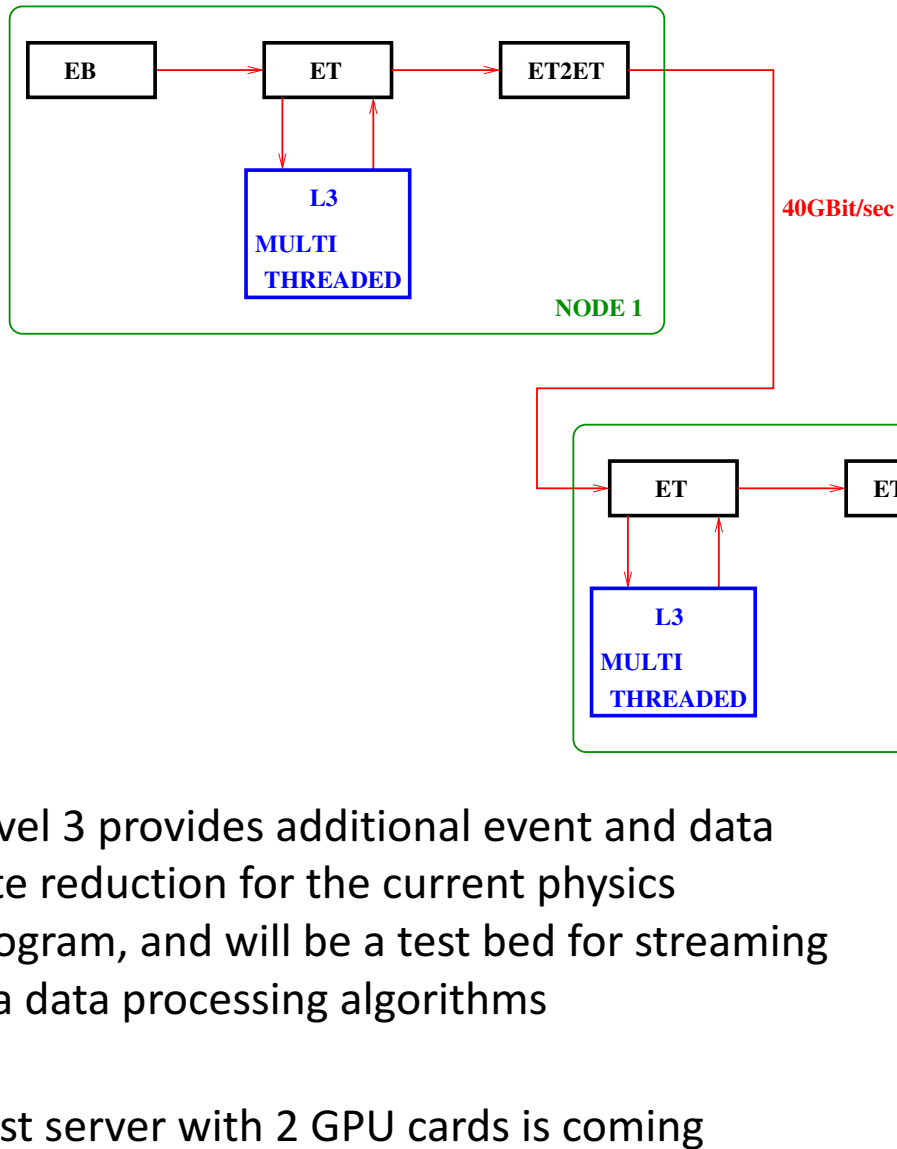 EB ET ET2ET
L3
MULTI
THREADED
40GBit/sec
NODE 1
ET ET
L3
MULTI
THREADED
vel 3 provides additional event and data
te reduction for the current physics
ogram, and will be a test bed for streaming
a data processing algorithms
st server with 2 GPU cards is coming